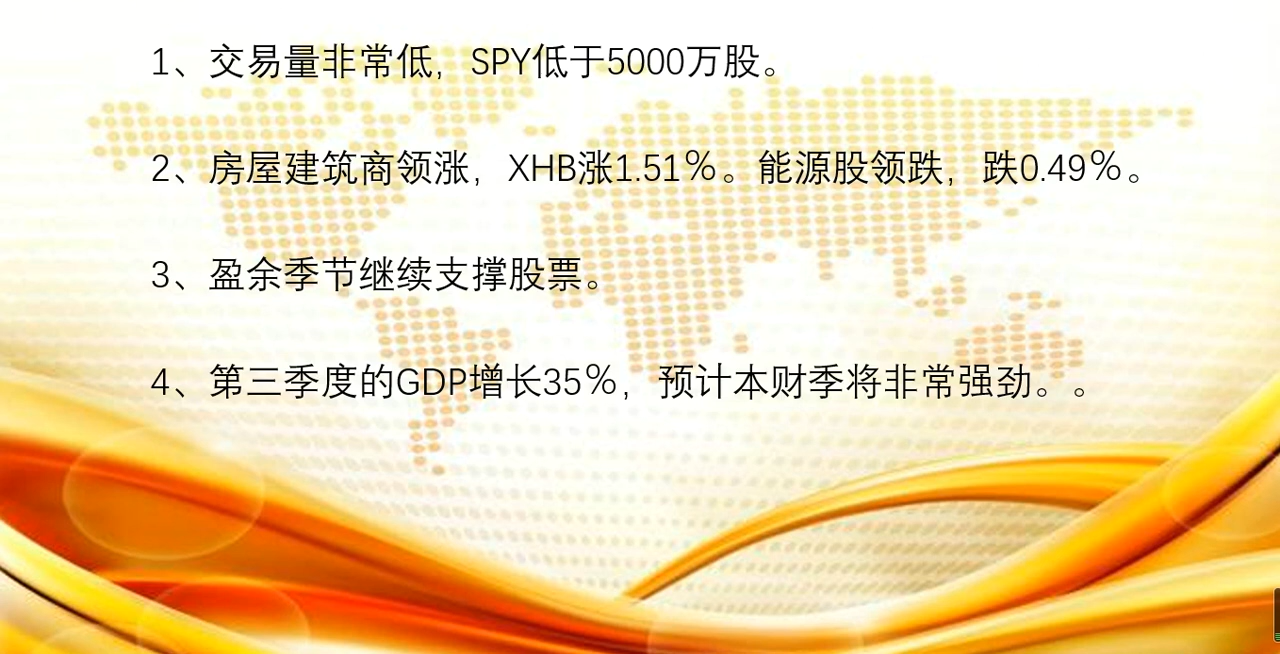 1、交易量非常低，SPY低于5000万股。
2、房屋建筑商领涨，XHB涨1.51％。能源股领跌，跌0.49％。
3、盈余季节继续支撑股票。
4、第三季度的GDP增长35％，预计本财季将非常强劲。。